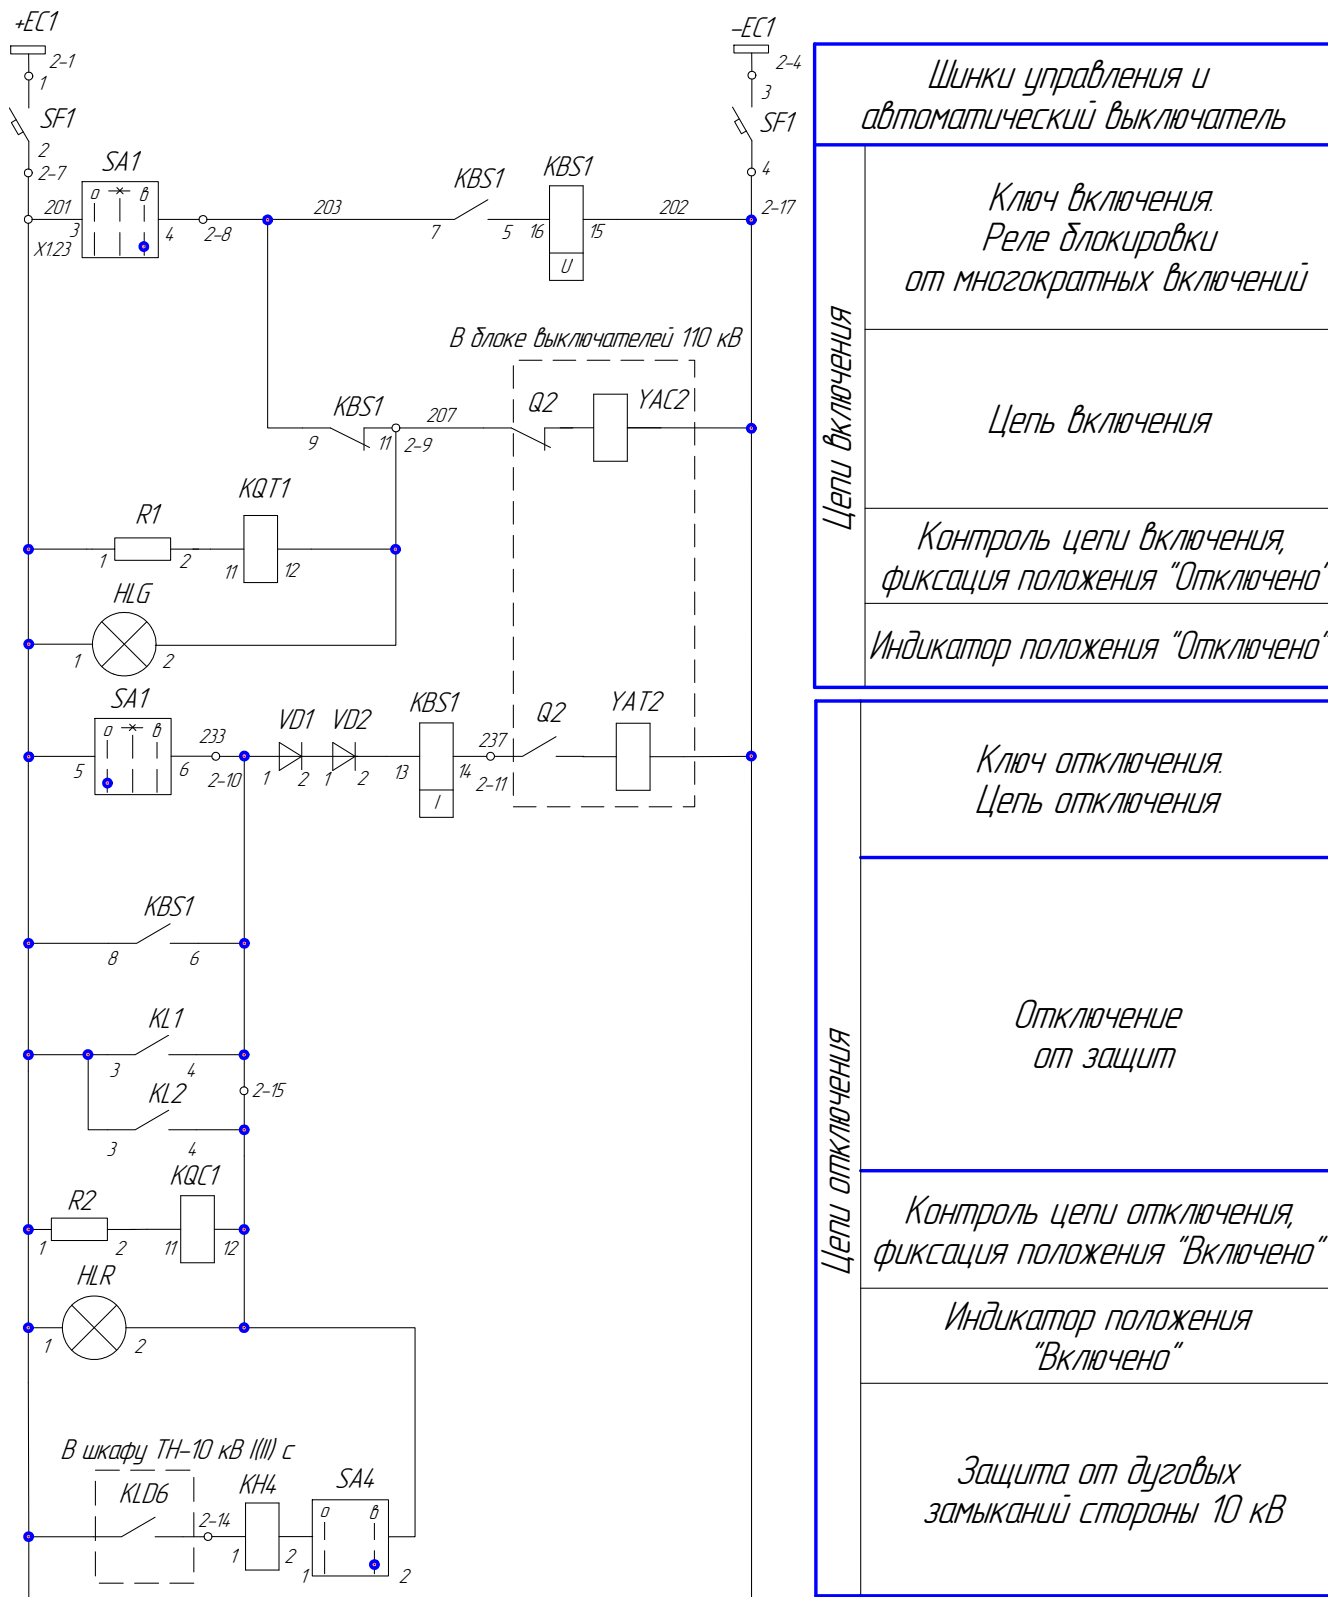 +EC1
2-1
1
SF1
2
2-7
–EC1
2-4
3
SF1
4
2-17
Шинки управления и
автоматический выключатель
SA1
О
В
201
3
X1:23
4
2-8
203
KBS1
7
5
KBS1
16
15
U
202
Цепи включения
Ключ включения.
Реле блокировки
от многократных включений
В блоке выключателей 110 кВ
KBS1
9
11
207
2-9
Q2
YAC2
Цепь включения
R1
1
2
KQT1
11
12
Контроль цепи включения,
фиксация положения "Отключено"
HLG
1
2
Индикатор положения "Отключено"
SA1
О
В
5
6
233
2-10
VD1
1
2
VD2
1
2
KBS1
13
14
I
237
2-11
Q2
YAT2
Цепи отключения
Ключ отключения.
Цепь отключения
KBS1
8
6
KL1
3
4
2-15
KL2
3
4
Отключение
от защит
R2
1
2
KQC1
11
12
Контроль цепи отключения,
фиксация положения "Включено"
HLR
1
2
Индикатор положения
"Включено"
В шкафу ТН-10 кВ I(II) с
KLD6
2-14
KH4
1
2
SA4
О
В
1
2
Защита от дуговых
замыканий стороны 10 кВ